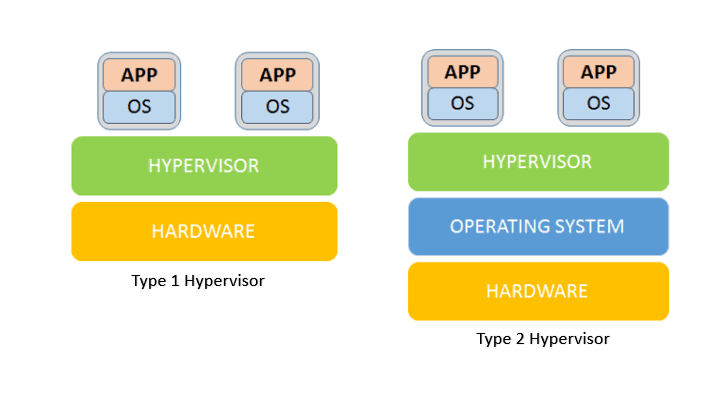 APP
OS
APP
OS
HYPERVISOR
HARDWARE
Type 1 Hypervisor
APP
OS
APP
OS
HYPERVISOR
OPERATING SYSTEM
HARDWARE
Type 2 Hypervisor